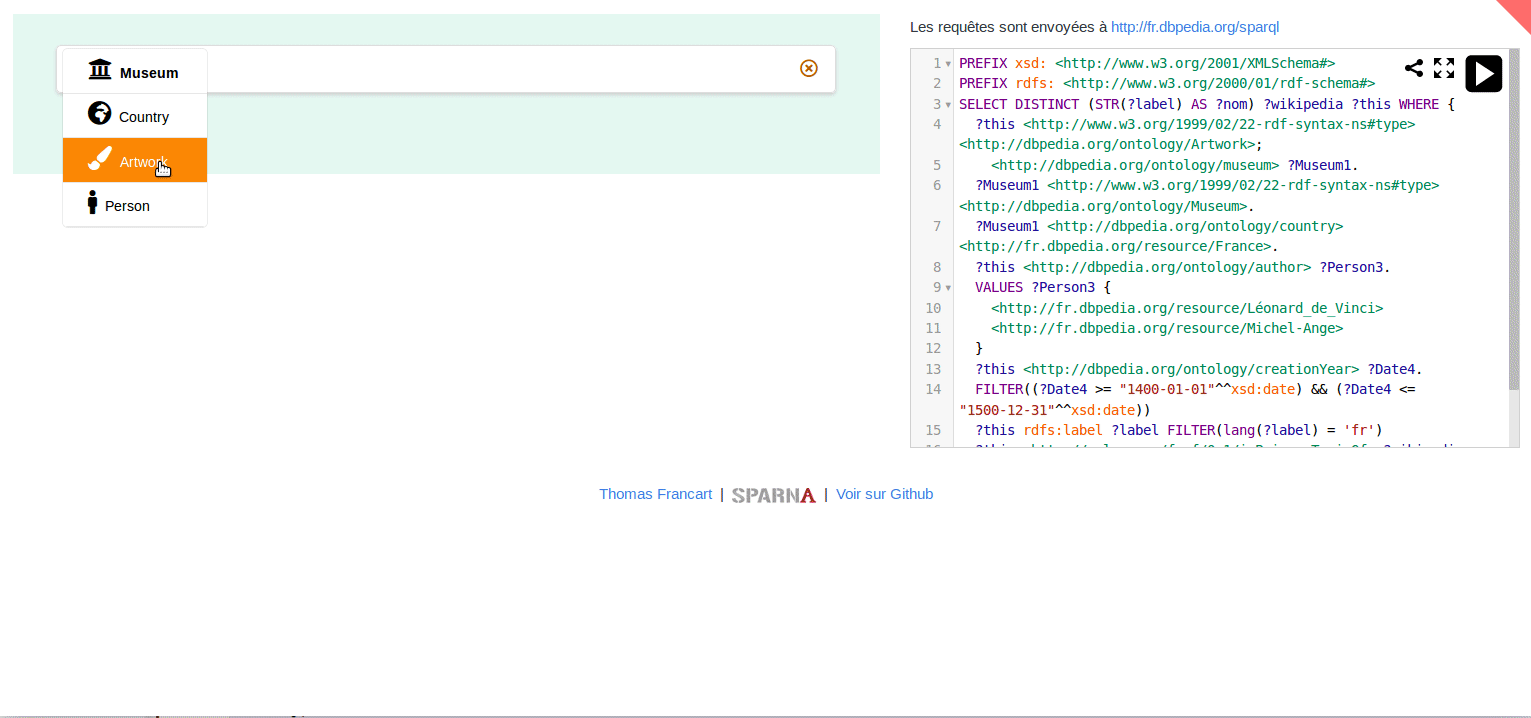 Museum
Country
Artwork
Person
Les requêtes sont envoyées à http://fr.dbpedia.org/sparql
1 PREFIX xsd: <http://www.w3.org/2001/XMLSchema#>
2 PREFIX rdfs: <http://www.w3.org/2000/01/rdf-schema#>
3 SELECT DISTINCT (STR(?label) AS ?nom) ?wikipedia ?this WHERE {
4 ?this <http://www.w3.org/1999/02/22-rdf-syntax-ns#type>
<http://dbpedia.org/ontology/Artwork>;
5 <http://dbpedia.org/ontology/museum> ?Museum1.
6 ?Museum1 <http://www.w3.org/1999/02/22-rdf-syntax-ns#type>
<http://dbpedia.org/ontology/Museum>.
7 ?Museum1 <http://dbpedia.org/ontology/country>
<http://fr.dbpedia.org/resource/France>.
8 ?this <http://dbpedia.org/ontology/author> ?Person3.
9 VALUES ?Person3 {
10 <http://fr.dbpedia.org/resource/Léonard_de_Vinci>
11 <http://fr.dbpedia.org/resource/Michel-Ange>
12 }
13 ?this <http://dbpedia.org/ontology/creationYear> ?Date4.
14 FILTER((?Date4 >= "1400-01-01"^^xsd:date) && (?Date4 <=
"1500-12-31"^^xsd:date))
15 ?this rdfs:label ?label FILTER(lang(?label) = 'fr')
Thomas Francart | SPARNA | Voir sur Github